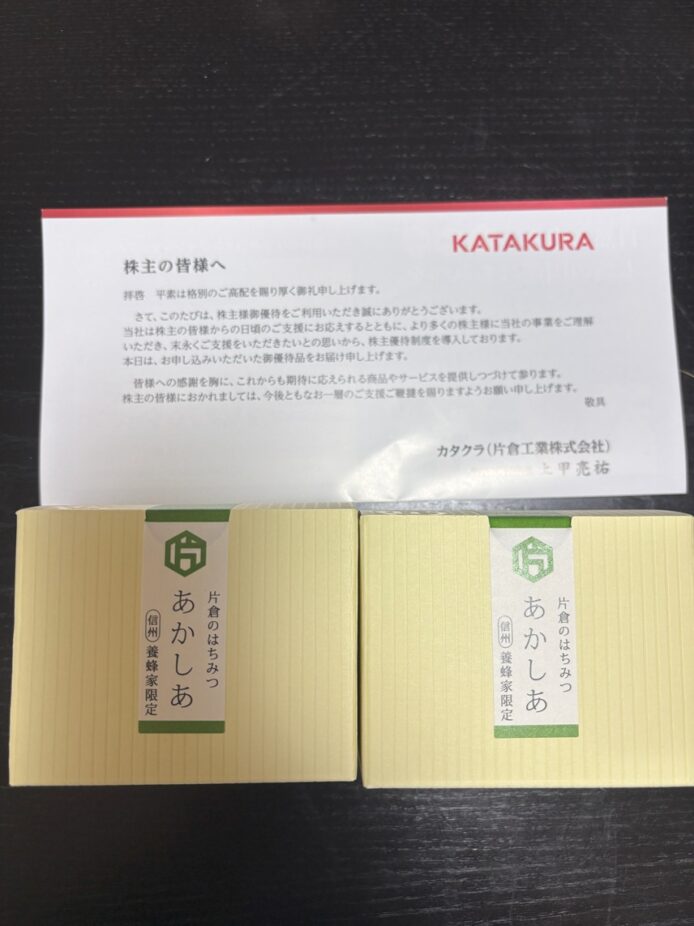 KATAKURA
株主の皆様へ
拝啓　平素は格別のご高配を賜り厚く御礼申し上げます。
さて、このたびは、株主様御優待をご利用いただき誠にありがとうございます。
当社は株主の皆様からの日頃のご支援にお応えするとともに、より多くの株主様に当社の事業をご理解
いただき、末永くご支援をいただきたいとの思いから、株主優待制度を導入しております。
本日は、お申し込みいただいた御優待品をお届け申し上げます。
皆様への感謝を胸に、これからも期待に応えられる商品やサービスを提供しつづけて参ります。
株主の皆様におかれましては、今後ともなお一層のご支援ご鞭撻を賜りますようお願い申し上げます。
敬具
カタクラ（片倉工業株式会社）
上甲亮祐
片倉のはちみつ
あかしあ
信州 養蜂家限定
片倉のはちみつ
あかしあ
信州 養蜂家限定